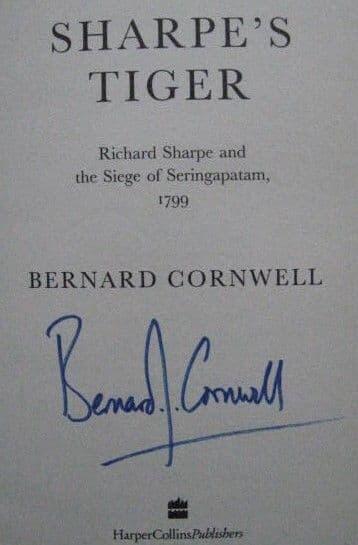 SHARPE'S
TIGER
Richard Sharpe and
the Siege of Seringapatam,
1799
BERNARD CORNWELL
Bernard J. Cornwell
HarperCollinsPublishers